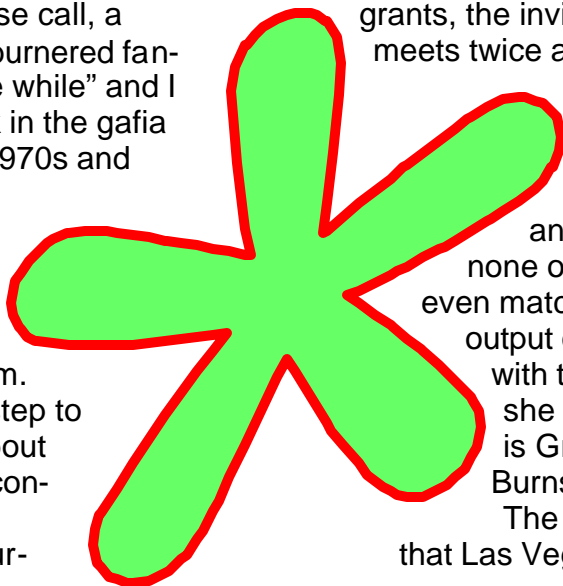 se call, a
ournered fan-
e while” and I
in the gafia
970s and
m.
tep to
out
con-
ur-
grants, the invi
meets twice a
an
none o
even matc
output
with t
she
is Gr
Burns
The
that Las Veg